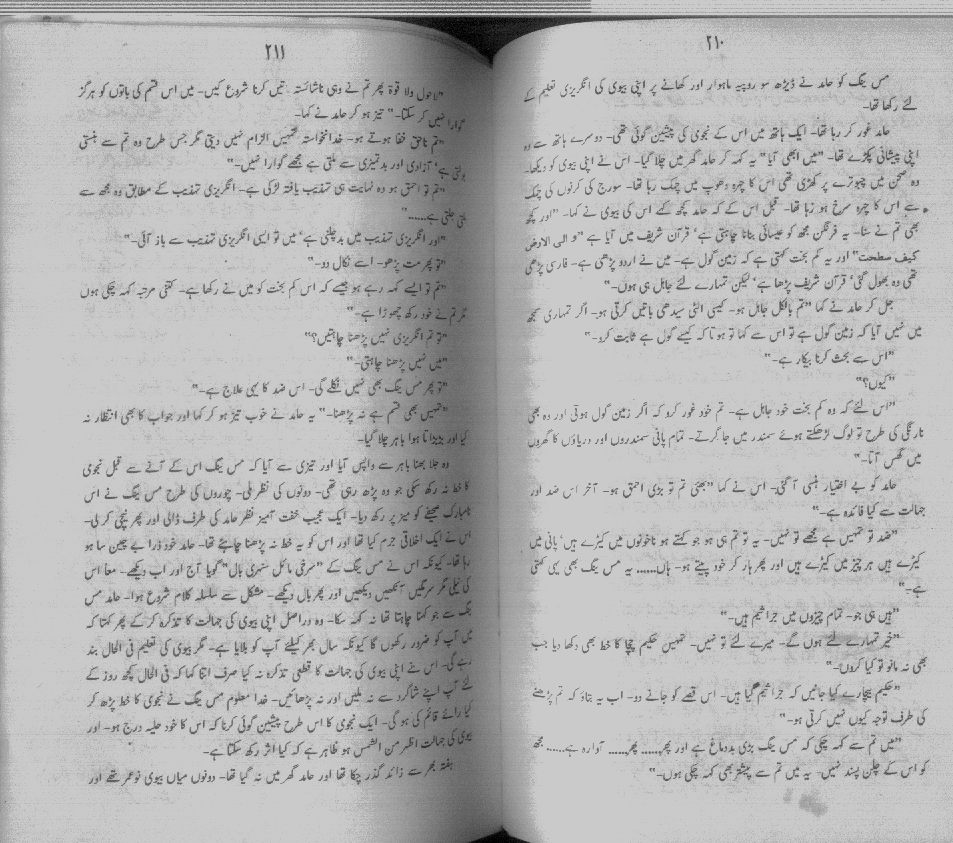 ۲۱۰
مس ینگ کو حامد نے ڈیڑھ سو روپیہ ماہوار اور کھانے پر اپنی بیوی کی انگریزی تعلیم کے
لئے رکھا تھا۔
حامد غور کر رہا تھا۔ ایک ہاتھ میں اس کے نجومی کی پیشین گوئی تھی۔ دوسرے ہاتھ سے وہ
اپنی پیشانی پکڑے تھا۔ "میں ابھی آیا" یہ کہہ کر حامد گھر میں چلا گیا۔ اس نے اپنی بیوی کو دیکھا۔
وہ صحن میں چبوترے پر کھڑی تھی اس کا چہرہ دھوپ میں چمک رہا تھا۔ سورج کی کرنوں کی چمک
سے اس کا چہرہ سرخ ہو رہا تھا۔ قبل اس کے کہ حامد کچھ کہے اس کی بیوی نے کہا۔ "اور کچھ
بھی تم نے سنا۔ یہ فرنگن مجھ کو عیسائی بنانا چاہتی ہے' قرآن شریف میں آیا ہے "و الی الارض
کیف سطحت" اور یہ کم بخت کہتی ہے کہ زمین گول ہے۔ میں نے اردو پڑھی ہے۔ فارسی پڑھی
تھی وہ بھول گئی' قرآن شریف پڑھا ہے' لیکن تمہارے لئے جاہل ہی ہوں۔"
جل کر حامد نے کہا "تم بالکل جاہل ہو۔ کیسی الٹی سیدھی باتیں کرتی ہو۔ اگر تمہاری سمجھ
میں نہیں آیا کہ زمین گول ہے تو اس سے کہا تو ہوتا کہ کیسے گول ہے ثابت کرو۔"
"اس سے بحث کرنا بیکار ہے۔"
"کیوں؟"
"اس لئے کہ وہ کم بخت خود جاہل ہے۔ تم خود غور کرو کہ اگر زمین گول ہوتی اور وہ بھی
نارنگی کی طرح تو لوگ لڑھکتے ہوئے سمندر میں جا گرتے۔ تمام پانی سمندروں اور دریاؤں کا گھروں
میں گھس آتا۔"
حامد کو بے اختیار ہنسی آ گئی۔ اس نے کہا "بھئی تم تو بڑی احمق ہو۔ آخر اس ضد اور
جہالت سے کیا فائدہ ہے۔"
"ضد تو تمہیں ہے مجھے تو نہیں۔ یہ تو تم ہی ہو جو کہتے ہو ناخونوں میں کیڑے ہیں' پانی میں
کیڑے ہیں ہر چیز میں کیڑے ہیں اور پھر ہار کر خود پیتے ہو۔ ہاں...... یہ مس ینگ بھی یہی کہتی
ہے۔"
"ہیں ہی جو۔ تمام چیزوں میں جراثیم ہیں۔"
"خیر تمہارے لئے ہوں گے۔ میرے لئے تو نہیں۔ تمہیں حکیم چچا کا خط بھی دکھا دیا جب
بھی نہ مانو تو کیا کروں۔"
"حکیم بیچارے کیا جانیں کہ جراثیم کیا ہیں۔ اس قصے کو جانے دو۔ اب یہ بتاؤ کہ تم پڑھنے
کی طرف توجہ کیوں نہیں کرتی ہو۔"
"میں تم سے کہہ چکی کہ مس ینگ بڑی بددماغ ہے اور پھر...... پھر...... آوارہ ہے...... مجھ
کو اس کے چلن پسند نہیں۔ یہ میں تم سے پیشتر بھی کہہ چکی ہوں۔"
۲۱۱
"لاحول ولا قوۃ پھر تم نے وہی ناشائستہ باتیں کرنا شروع کیں۔ میں اس قسم کی باتوں کو ہرگز
گوارا نہیں کر سکتا۔" تیز ہو کر حامد نے کہا۔
"تم ناحق خفا ہوتے ہو۔ خدانخواستہ تمہیں الزام نہیں دیتی مگر جس طرح وہ تم سے ہنستی
بولتی ہے' آزادی اور بدتمیزی سے ملتی ہے مجھے گوارا نہیں۔"
"تم تو احمق ہو وہ نہایت ہی تہذیب یافتہ لڑکی ہے۔ انگریزی تہذیب کے مطابق وہ مجھ سے
ملتی جلتی ہے......"
"اور انگریزی تہذیب میں بدچلنی ہے' میں تو ایسی انگریزی تہذیب سے باز آئی۔"
"تو پھر مت پڑھو۔ اسے نکال دو۔"
"تم تو ایسے کہہ رہے ہو جیسے کہ اس کم بخت کو میں نے رکھا ہے۔ کتنی مرتبہ کہہ چکی ہوں
مگر تم نے خود رکھ چھوڑا ہے۔"
"تو تم انگریزی نہیں پڑھنا چاہتیں؟"
"میں نہیں پڑھنا چاہتی۔"
"تو پھر مس ینگ بھی نہیں نکلے گی۔ اس ضد کا یہی علاج ہے۔"
"تمہیں بھی قسم ہے نہ پڑھنا۔" یہ حامد نے خوب تیز ہو کر کہا اور جواب کا بھی انتظار نہ
کیا اور بڑبڑاتا ہوا باہر چلا گیا۔
وہ جلا بھنا باہر سے واپس آیا اور تیزی سے آیا کہ مس ینگ اس کے آنے سے قبل نجومی
کا خط نہ رکھ سکی جو وہ پڑھ رہی تھی۔ دونوں کی نظر ملی۔ چوروں کی طرح مس ینگ نے اس
نامبارک صحیفے کو میز پر رکھ دیا۔ ایک عجیب خفت آمیز نظر حامد کی طرف ڈالی اور پھر نیچی کر لی۔
اس نے ایک اخلاقی جرم کیا تھا اور اس کو یہ خط نہ پڑھنا چاہئے تھا۔ حامد خود ذرا بے چین سا ہو
رہا تھا۔ کیونکہ اس نے مس ینگ کے "سرخی مائل سنہری بال" گویا آج اور اب دیکھے۔ معاً اس
کی نیلی مگر سرمگیں آنکھیں دیکھیں اور پھر بال دیکھے۔ مشکل سے سلسلہ کلام شروع ہوا۔ حامد مس
ینگ سے جو کہنا چاہتا تھا نہ کہہ سکا۔ وہ دراصل اپنی بیوی کی جہالت کا تذکرہ کر کے پھر کہتا کہ
میں آپ کو ضرور رکھوں گا کیونکہ سال بھر کیلئے آپ کو بلایا ہے۔ مگر بیوی کی تعلیم فی الحال بند
رہے گی۔ اس نے اپنی بیوی کی جہالت کا قطعی تذکرہ نہ کیا صرف اتنا کہا کہ فی الحال کچھ روز کے
لئے آپ اپنے شاگرد سے نہ ملیں اور نہ پڑھائیں۔ خدا معلوم مس ینگ نے نجومی کا خط پڑھ کر
کیا رائے قائم کی ہو گی۔ ایک نجومی کا اس طرح پیشین گوئی کرنا کہ اس کا خود حلیہ درج ہو۔ اور
بیوی کی جہالت اظہر من الشمس ہو ظاہر ہے کہ کیا اثر رکھ سکتا ہے۔
ہفتہ بھر سے زائد گذر چکا تھا اور حامد گھر میں نہ گیا تھا۔ دونوں میاں بیوی نوعمر تھے اور